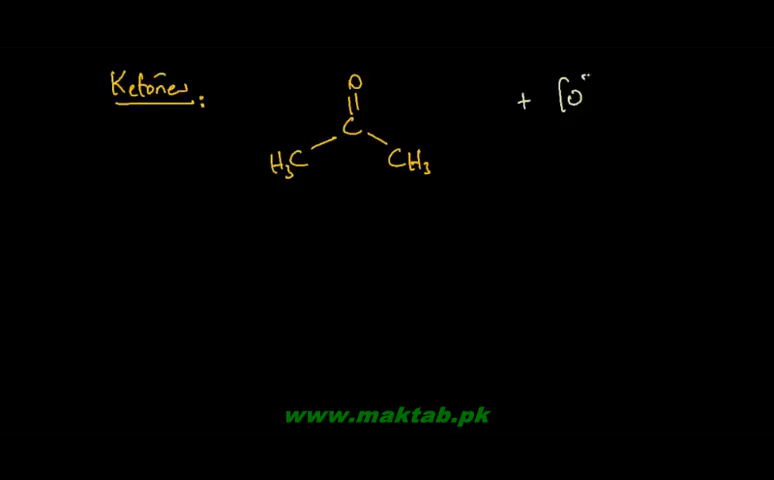 Ketones:
O
||
C
H₃C CH₃ + [O
www.maktab.pk